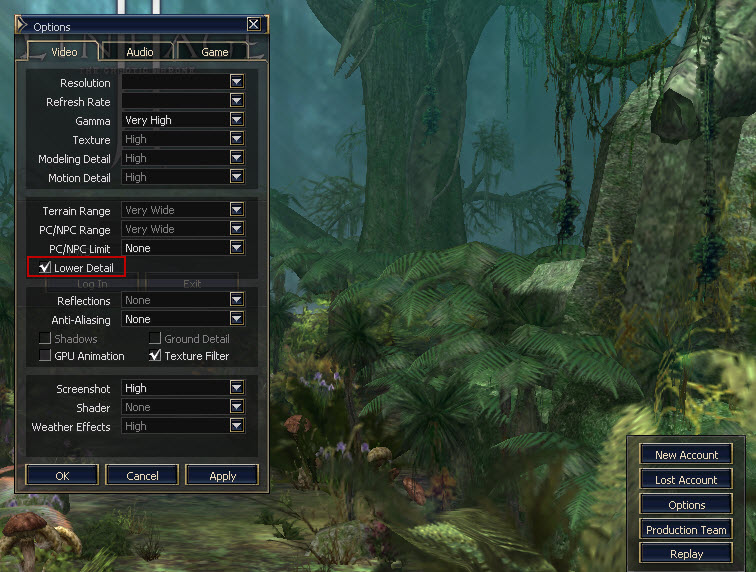 Options
Video Audio Game
Resolution
Refresh Rate
Gamma Very High
Texture High
Modeling Detail High
Motion Detail High
Terrain Range Very Wide
PC/NPC Range Very Wide
PC/NPC Limit None
Lower Detail
Log In Exit
Reflections None
Anti-Aliasing None
Shadows Ground Detail
GPU Animation Texture Filter
Screenshot High
Shader None
Weather Effects High
OK Cancel Apply
New Account
Lost Account
Options
Production Team
Replay